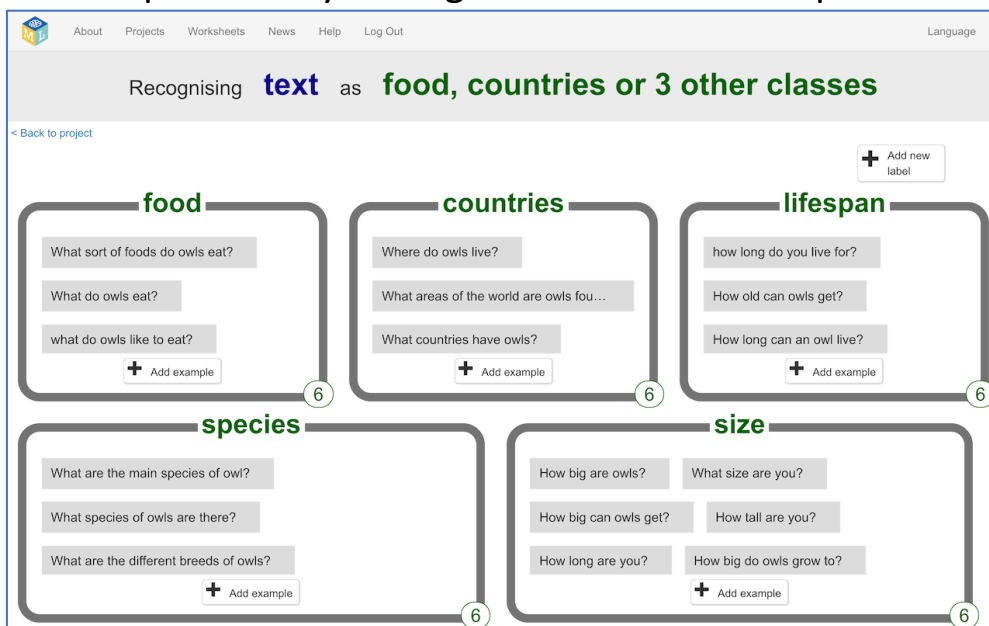 About Projects Worksheets News Help Log Out Language
Recognising text as food, countries or 3 other classes
< Back to project
Add new
label
food
What sort of foods do owls eat?
What do owls eat?
what do owls like to eat?
Add example
6
countries
Where do owls live?
What areas of the world are owls fou…
What countries have owls?
Add example
6
lifespan
how long do you live for?
How old can owls get?
How long can an owl live?
Add example
6
species
What are the main species of owl?
What species of owls are there?
What are the different breeds of owls?
Add example
6
size
How big are owls? What size are you?
How big can owls get? How tall are you?
How long are you? How big do owls grow to?
Add example
6